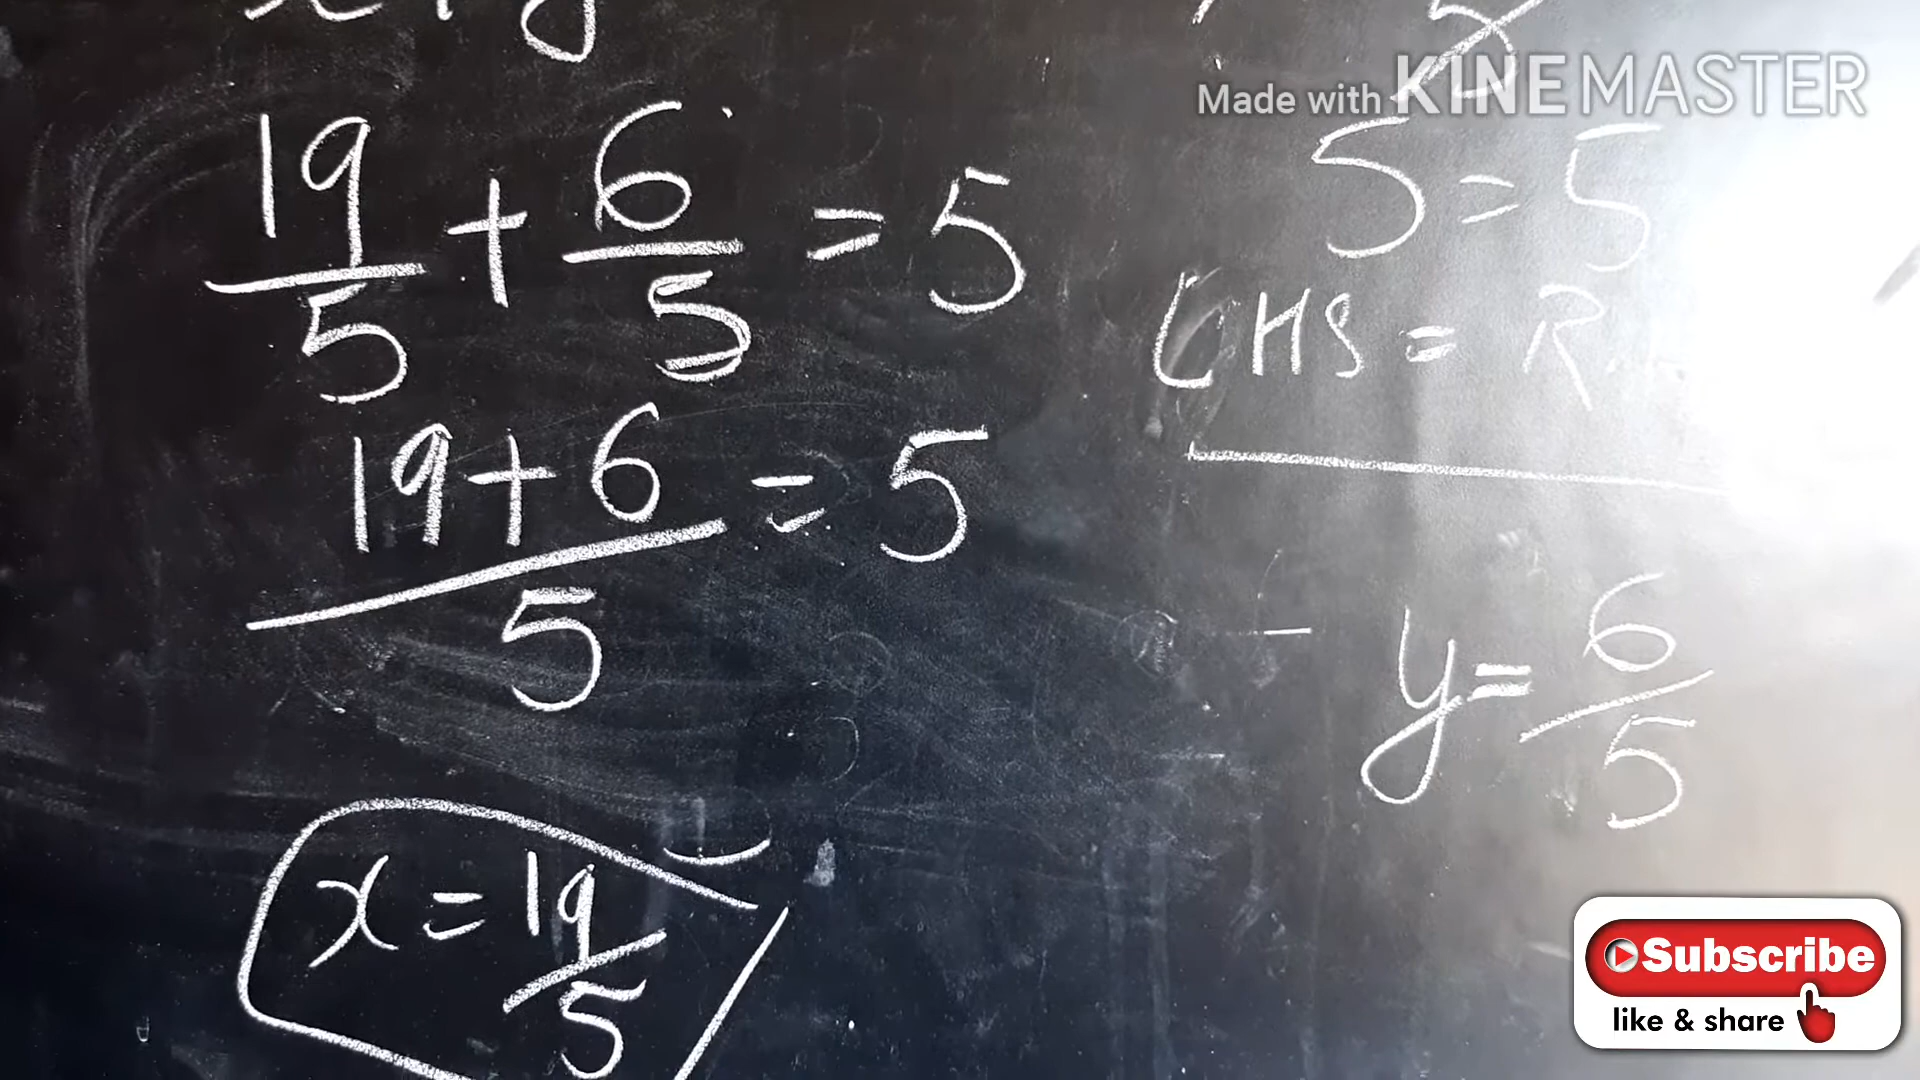 19/5 + 6/5 = 5
19+6/5 = 5
x = 19/5
Made with KINEMASTER
5 = 5
LHS = R.
y = 6/5
Subscribe
like & share